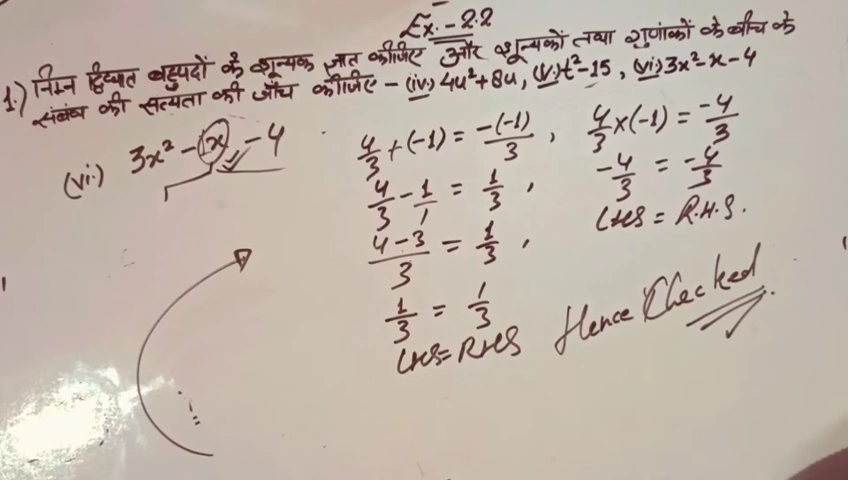 Ex. - 2.2
1.) निम्न द्विघात बहुपदों के शून्यक ज्ञात कीजिए और शून्यकों तथा गुणांकों के बीच के
संबंध की सत्यता की जाँच कीजिए - (iv.) 4u²+8u, (v.) t²-15, (vi.) 3x²-x-4
(vi.) 3x² - x - 4
4/3 + (-1) = -(-1)/3 , 4/3 × (-1) = -4/3
4/3 - 1/1 = 1/3 , -4/3 = -4/3
4-3/3 = 1/3 , LHS = R.H.S.
1/3 = 1/3
LHS = RHS Hence Checked